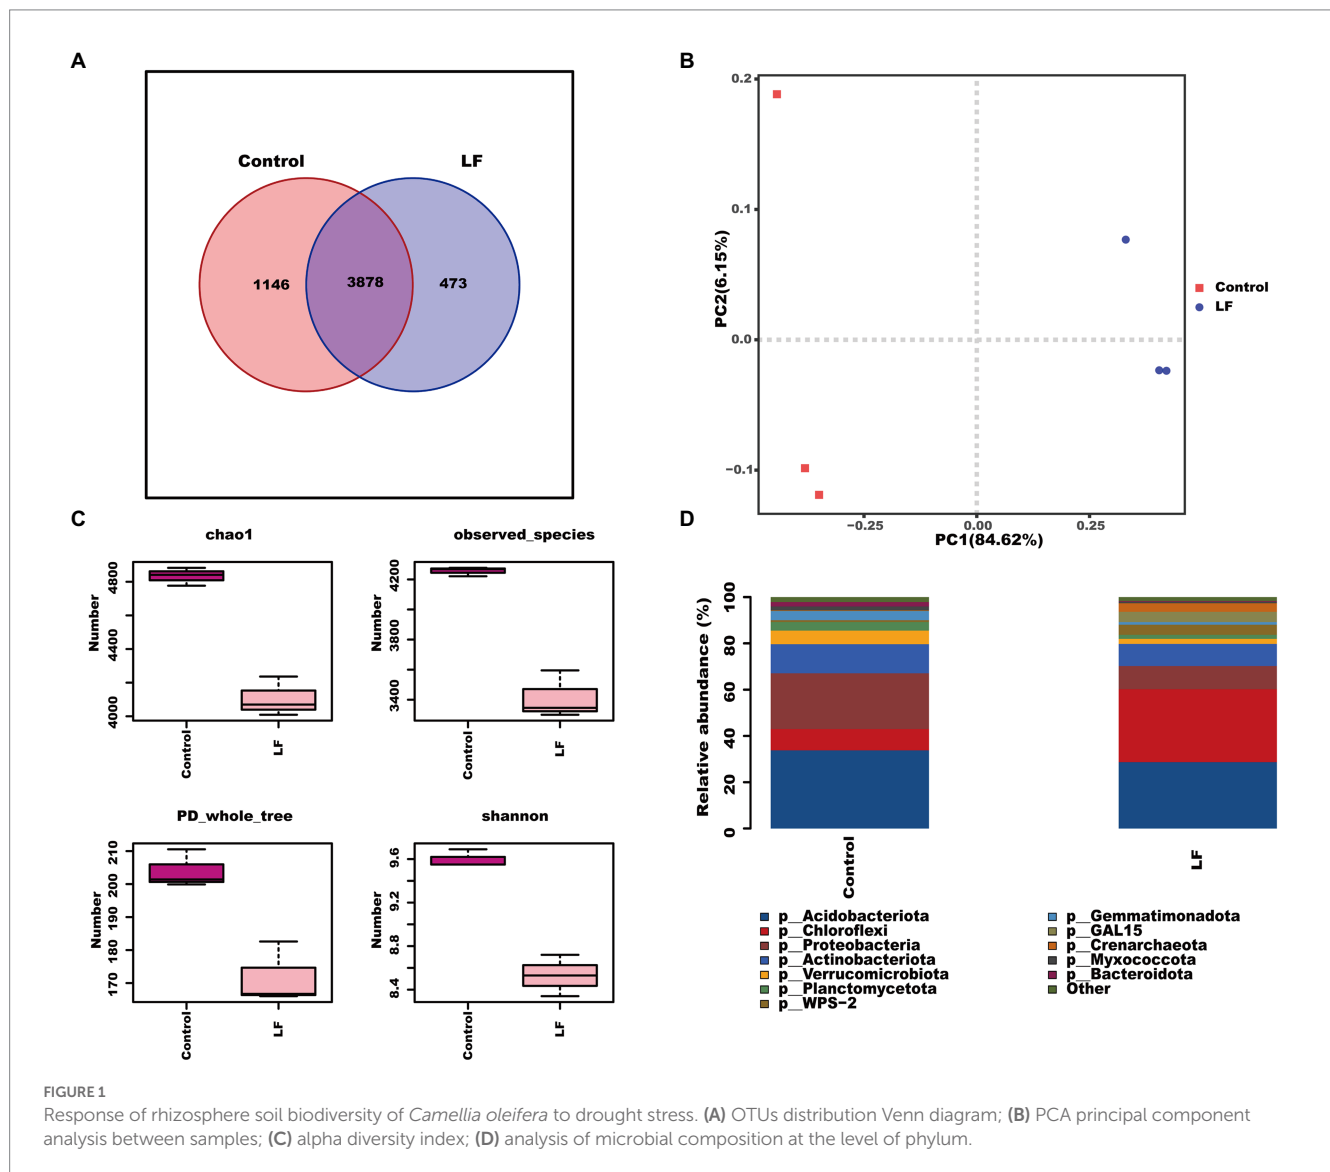 A
Control
LF
1146
3878
473
B
0.2
0.1
0.0
−0.1
PC2(6.15%)
−0.25
0.00
0.25
PC1(84.62%)
Control
LF
C
chao1
Number
4800
4400
4000
Control
LF
observed_species
Number
4200
3800
3400
Control
LF
PD_whole_tree
Number
210
200
190
180
170
Control
LF
shannon
Number
9.6
9.2
8.8
8.4
Control
LF
D
Relative abundance (%)
100
80
60
40
20
0
Control
LF
p__Acidobacteriota
p__Chloroflexi
p__Proteobacteria
p__Actinobacteriota
p__Verrucomicrobiota
p__Planctomycetota
p__WPS−2
p__Gemmatimonadota
p__GAL15
p__Crenarchaeota
p__Myxococcota
p__Bacteroidota
Other
FIGURE 1
Response of rhizosphere soil biodiversity of Camellia oleifera to drought stress. (A) OTUs distribution Venn diagram; (B) PCA principal component
analysis between samples; (C) alpha diversity index; (D) analysis of microbial composition at the level of phylum.